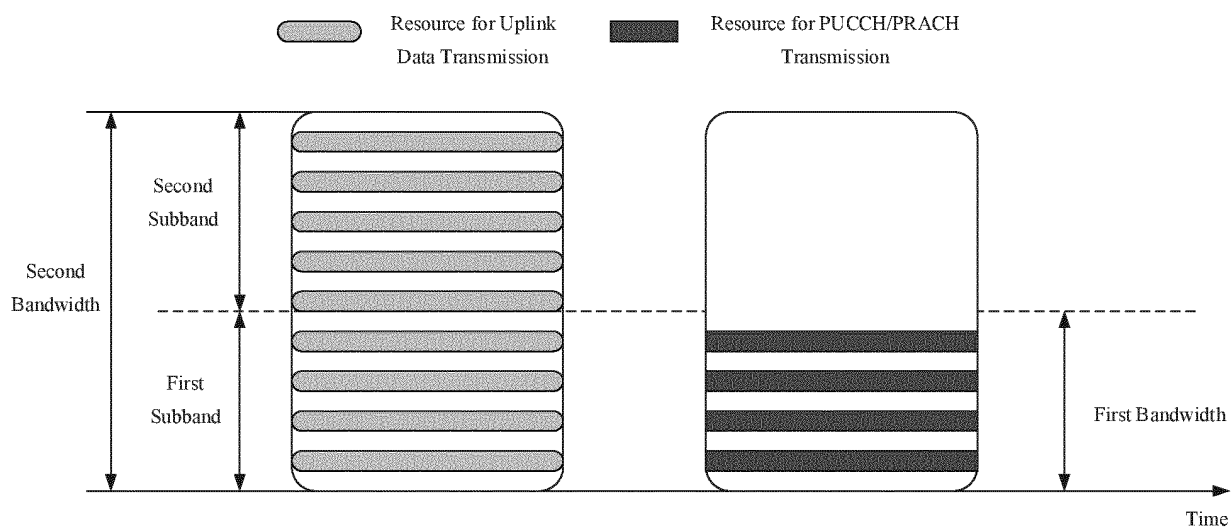 Resource for Uplink
Data Transmission
Resource for PUCCH/PRACH
Transmission
Second
Subband
Second
Bandwidth
First
Subband
First Bandwidth
Time